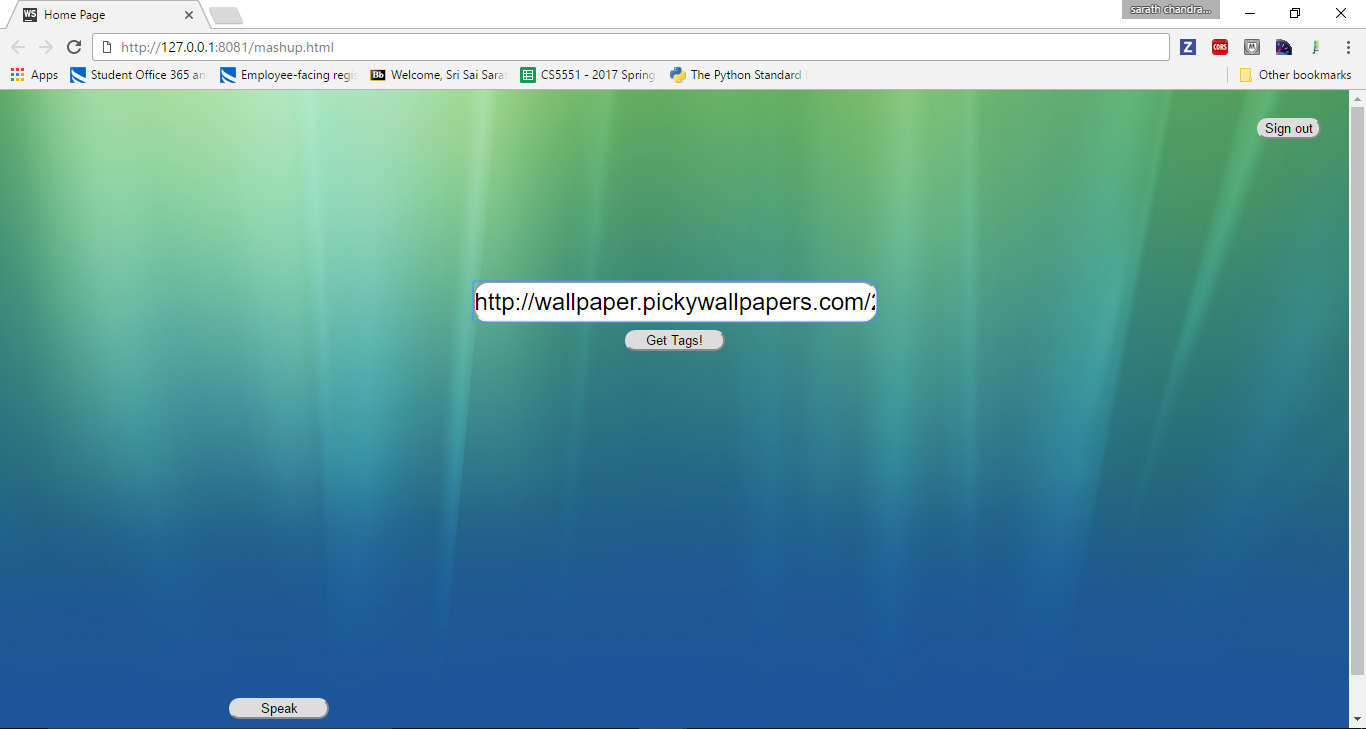 WS Home Page
sarath chandra...
http://127.0.0.1:8081/mashup.html
Z
CORS
Apps
Student Office 365 an
Employee-facing regi
Bb Welcome, Sri Sai Sara
CS5551 - 2017 Spring
The Python Standard
Other bookmarks
Sign out
http://wallpaper.pickywallpapers.com/2
Get Tags!
Speak